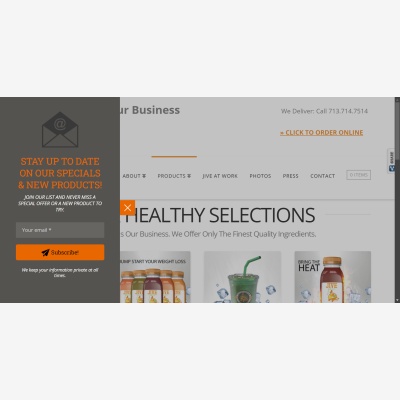 ur Business
We Deliver: Call 713.714.7514
» CLICK TO ORDER ONLINE
ABOUT
PRODUCTS
JIVE AT WORK
PHOTOS
PRESS
CONTACT
0 ITEMS
SHARE
@
STAY UP TO DATE
ON OUR SPECIALS
& NEW PRODUCTS!
JOIN OUR LIST AND NEVER MISS A
SPECIAL OFFER OR A NEW PRODUCT TO
TRY.
Your email *
Subscribe!
We keep your information private at all
times.
HEALTHY SELECTIONS
s Our Business. We Offer Only The Finest Quality Ingredients.
UMP START YOUR WEIGHT LOSS
BRING THE
HEAT